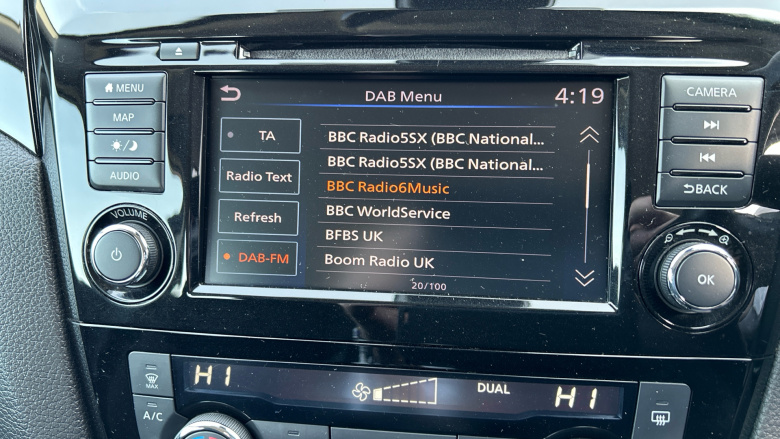 MENU
MAP
AUDIO
VOLUME
DAB Menu
4:19
TA
Radio Text
Refresh
DAB-FM
BBC Radio5SX (BBC National...
BBC Radio5SX (BBC National...
BBC Radio6Music
BBC WorldService
BFBS UK
Boom Radio UK
20/100
CAMERA
BACK
OK
MAX
A/C
HI
DUAL
HI